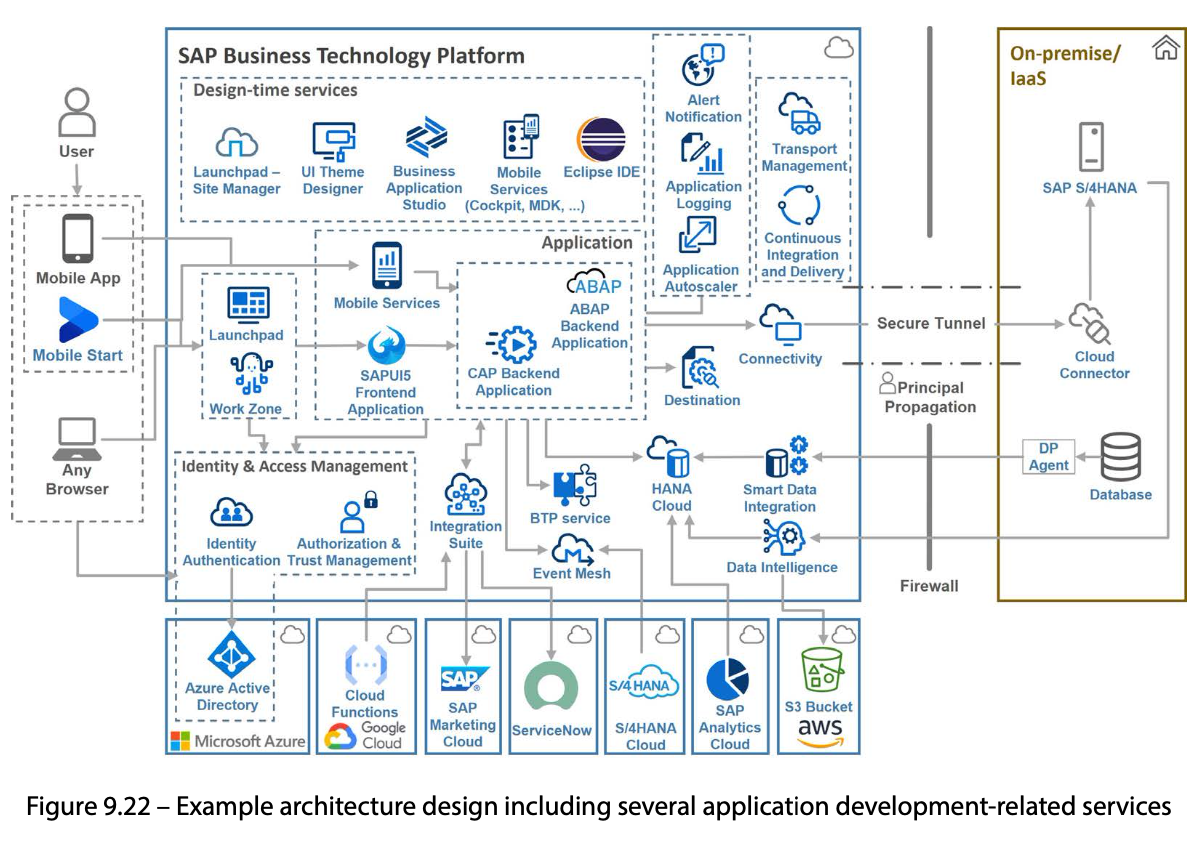 SAP Business Technology Platform
Design-time services
Launchpad –
Site Manager
UI Theme
Designer
Business
Application
Studio
Mobile
Services
(Cockpit, MDK, ...)
Eclipse IDE
Alert
Notification
Application
Logging
Application
Autoscaler
Transport
Management
Continuous
Integration
and Delivery
On-premise/
IaaS
SAP S/4HANA
User
Mobile App
Mobile Start
Any
Browser
Launchpad
Work Zone
Application
Mobile Services
SAPUI5
Frontend
Application
ABAP
ABAP
Backend
Application
CAP Backend
Application
Connectivity
Destination
Secure Tunnel
Cloud
Connector
Principal
Propagation
Identity & Access Management
Identity
Authentication
Authorization &
Trust Management
Integration
Suite
BTP service
Event Mesh
HANA
Cloud
Smart Data
Integration
Data Intelligence
DP
Agent
Database
Firewall
Azure Active
Directory
Microsoft Azure
Cloud
Functions
Google
Cloud
SAP
SAP
Marketing
Cloud
ServiceNow
S/4HANA
S/4HANA
Cloud
SAP
Analytics
Cloud
S3 Bucket
aws
Figure 9.22 – Example architecture design including several application development-related services